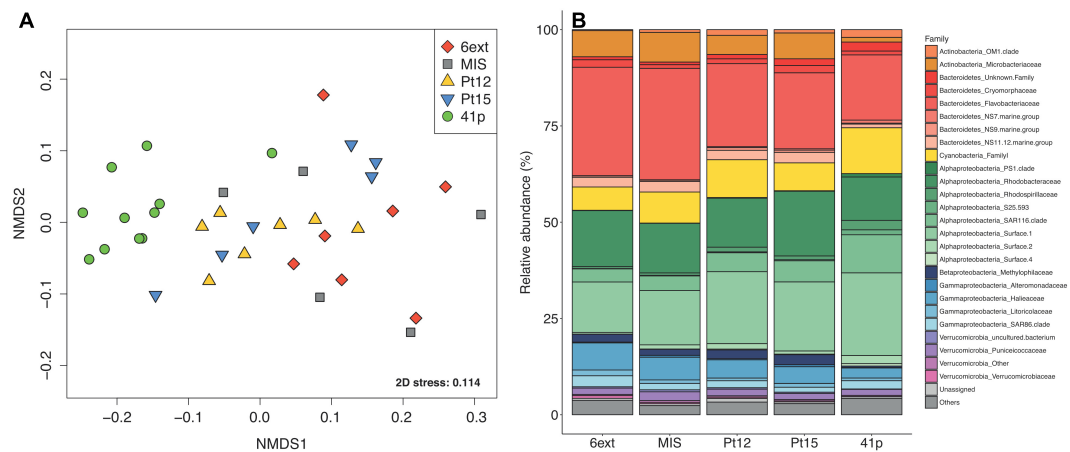 A
6ext
MIS
Pt12
Pt15
41p
0.2
0.1
0.0
−0.1
−0.2
NMDS2
2D stress: 0.114
−0.2
−0.1
0.0
0.1
0.2
0.3
NMDS1
B
100
75
50
25
0
Relative abundance (%)
6ext
MIS
Pt12
Pt15
41p
Family
Actinobacteria_OM1.clade
Actinobacteria_Microbacteriaceae
Bacteroidetes_Unknown.Family
Bacteroidetes_Cryomorphaceae
Bacteroidetes_Flavobacteriaceae
Bacteroidetes_NS7.marine.group
Bacteroidetes_NS9.marine.group
Bacteroidetes_NS11.12.marine.group
Cyanobacteria_FamilyI
Alphaproteobacteria_PS1.clade
Alphaproteobacteria_Rhodobacteraceae
Alphaproteobacteria_Rhodospirillaceae
Alphaproteobacteria_S25.593
Alphaproteobacteria_SAR116.clade
Alphaproteobacteria_Surface.1
Alphaproteobacteria_Surface.2
Alphaproteobacteria_Surface.4
Betaproteobacteria_Methylophilaceae
Gammaproteobacteria_Alteromonadaceae
Gammaproteobacteria_Halieaceae
Gammaproteobacteria_Litoricolaceae
Gammaproteobacteria_SAR86.clade
Verrucomicrobia_uncultured.bacterium
Verrucomicrobia_Puniceicoccaceae
Verrucomicrobia_Other
Verrucomicrobia_Verrucomicrobiaceae
Unassigned
Others